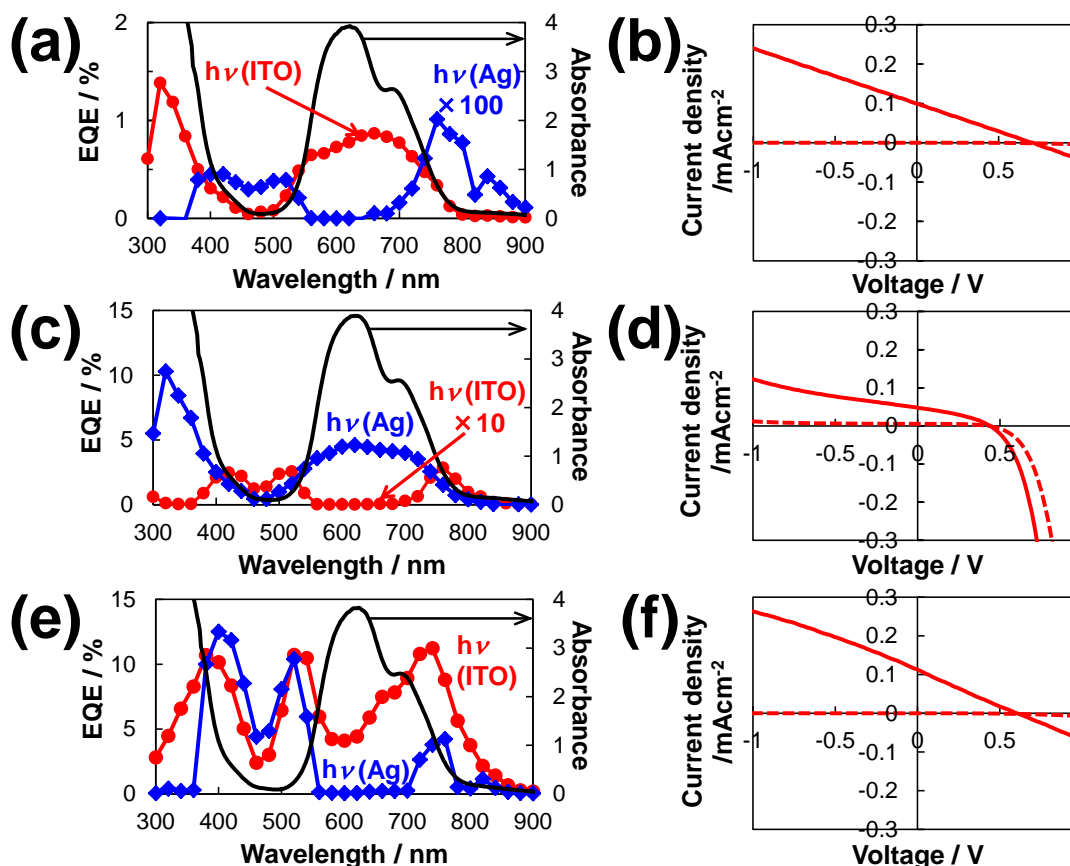 (a)
EQE / %
2
1
0
hν(ITO)
hν(Ag)
×100
4
3
2
1
0
Absorbance
300 400 500 600 700 800 900
Wavelength / nm
(b)
Current density
/mAcm-2
0.3
0.2
0.1
0
-0.1
-0.2
-0.3
-1 -0.5 0 0.5
Voltage / V
(c)
EQE / %
15
10
5
0
hν(Ag)
hν(ITO)
×10
4
3
2
1
0
Absorbance
300 400 500 600 700 800 900
Wavelength / nm
(d)
Current density
/mAcm-2
0.3
0.2
0.1
0
-0.1
-0.2
-0.3
-1 -0.5 0 0.5
Voltage / V
(e)
EQE / %
15
10
5
0
hν
(ITO)
hν(Ag)
4
3
2
1
0
Absorbance
300 400 500 600 700 800 900
Wavelength / nm
(f)
Current density
/mAcm-2
0.3
0.2
0.1
0
-0.1
-0.2
-0.3
-1 -0.5 0 0.5
Voltage / V